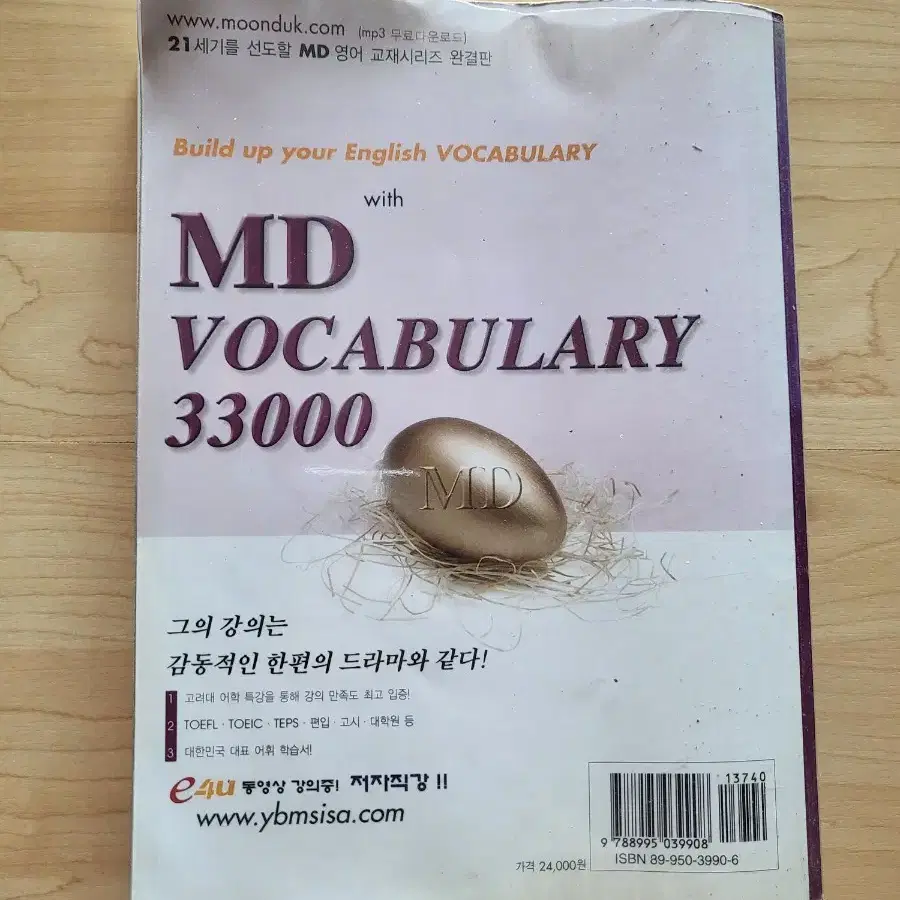 www.moonduk.com (mp3 무료다운로드)
21세기를 선도할 MD 영어 교재시리즈 완결판
Build up your English VOCABULARY
with
MD
VOCABULARY
33000
MD
그의 강의는
감동적인 한편의 드라마와 같다!
1 고려대 어학 특강을 통해 강의 만족도 최고 입증!
2 TOEFL · TOEIC · TEPS · 편입 · 고시 · 대학원 등
3 대한민국 대표 어휘 학습서!
e4u 동영상 강의중! 저자직강 !!
www.ybmsisa.com
가격 24,000원
13740
9 788995 039908
ISBN 89-950-3990-6